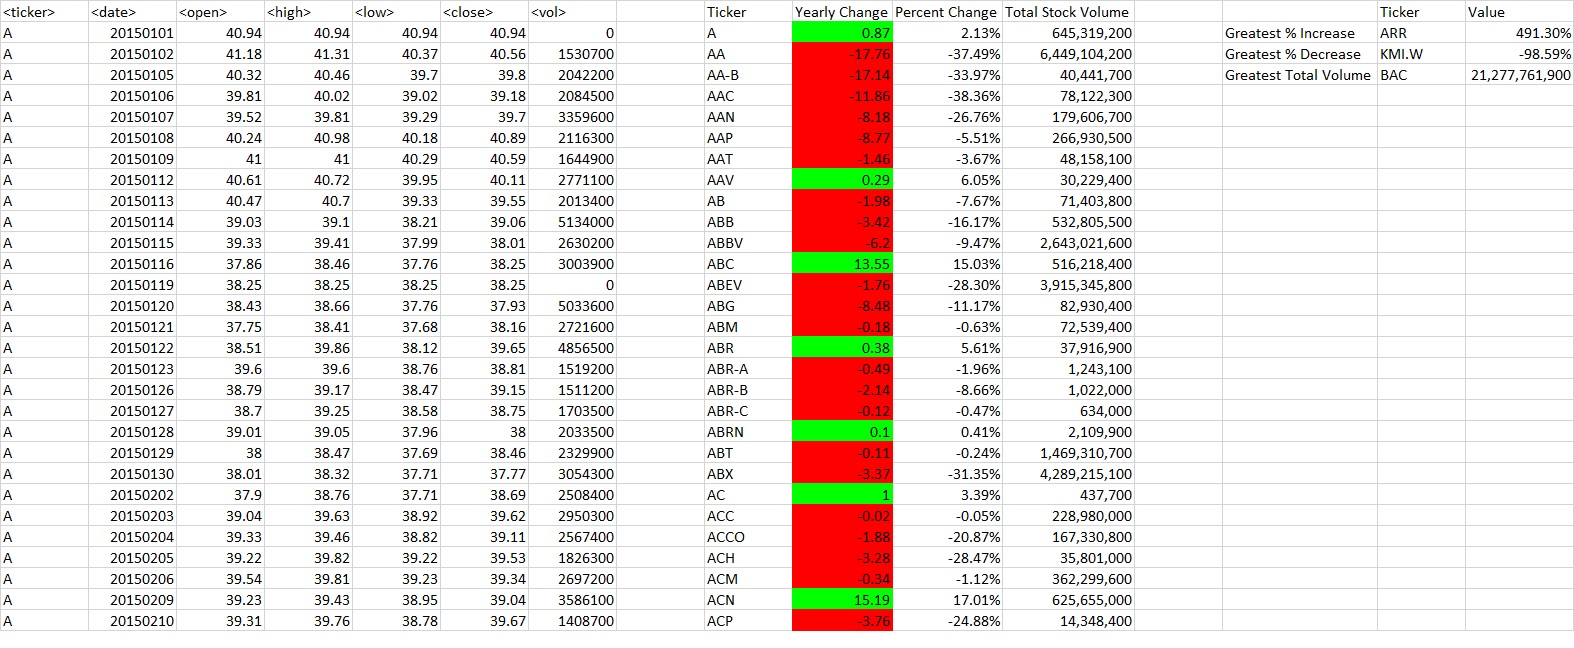 <ticker> <date> <open> <high> <low> <close> <vol> Ticker Yearly Change Percent Change Total Stock Volume Ticker Value
A 20150101 40.94 40.94 40.94 40.94 0 A 0.87 2.13% 645,319,200 Greatest % Increase ARR 491.30%
A 20150102 41.18 41.31 40.37 40.56 1530700 AA -17.76 -37.49% 6,449,104,200 Greatest % Decrease KMI.W -98.59%
A 20150105 40.32 40.46 39.7 39.8 2042200 AA-B -17.14 -33.97% 40,441,700 Greatest Total Volume BAC 21,277,761,900
A 20150106 39.81 40.02 39.02 39.18 2084500 AAC -11.86 -38.36% 78,122,300
A 20150107 39.52 39.81 39.29 39.7 3359600 AAN -8.18 -26.76% 179,606,700
A 20150108 40.24 40.98 40.18 40.89 2116300 AAP -8.77 -5.51% 266,930,500
A 20150109 41 41 40.29 40.59 1644900 AAT -1.46 -3.67% 48,158,100
A 20150112 40.61 40.72 39.95 40.11 2771100 AAV 0.29 6.05% 30,229,400
A 20150113 40.47 40.7 39.33 39.55 2013400 AB -1.98 -7.67% 71,403,800
A 20150114 39.03 39.1 38.21 39.06 5134000 ABB -3.42 -16.17% 532,805,500
A 20150115 39.33 39.41 37.99 38.01 2630200 ABBV -6.2 -9.47% 2,643,021,600
A 20150116 37.86 38.46 37.76 38.25 3003900 ABC 13.55 15.03% 516,218,400
A 20150119 38.25 38.25 38.25 38.25 0 ABEV -1.76 -28.30% 3,915,345,800
A 20150120 38.43 38.66 37.76 37.93 5033600 ABG -8.48 -11.17% 82,930,400
A 20150121 37.75 38.41 37.68 38.16 2721600 ABM -0.18 -0.63% 72,539,400
A 20150122 38.51 39.86 38.12 39.65 4856500 ABR 0.38 5.61% 37,916,900
A 20150123 39.6 39.6 38.76 38.81 1519200 ABR-A -0.49 -1.96% 1,243,100
A 20150126 38.79 39.17 38.47 39.15 1511200 ABR-B -2.14 -8.66% 1,022,000
A 20150127 38.7 39.25 38.58 38.75 1703500 ABR-C -0.12 -0.47% 634,000
A 20150128 39.01 39.05 37.96 38 2033500 ABRN 0.1 0.41% 2,109,900
A 20150129 38 38.47 37.69 38.46 2329900 ABT -0.11 -0.24% 1,469,310,700
A 20150130 38.01 38.32 37.71 37.77 3054300 ABX -3.37 -31.35% 4,289,215,100
A 20150202 37.9 38.76 37.71 38.69 2508400 AC 1 3.39% 437,700
A 20150203 39.04 39.63 38.92 39.62 2950300 ACC -0.02 -0.05% 228,980,000
A 20150204 39.33 39.46 38.82 39.11 2567400 ACCO -1.88 -20.87% 167,330,800
A 20150205 39.22 39.82 39.22 39.53 1826300 ACH -3.28 -28.47% 35,801,000
A 20150206 39.54 39.81 39.23 39.34 2697200 ACM -0.34 -1.12% 362,299,600
A 20150209 39.23 39.43 38.95 39.04 3586100 ACN 15.19 17.01% 625,655,000
A 20150210 39.31 39.76 38.78 39.67 1408700 ACP -3.76 -24.88% 14,348,400